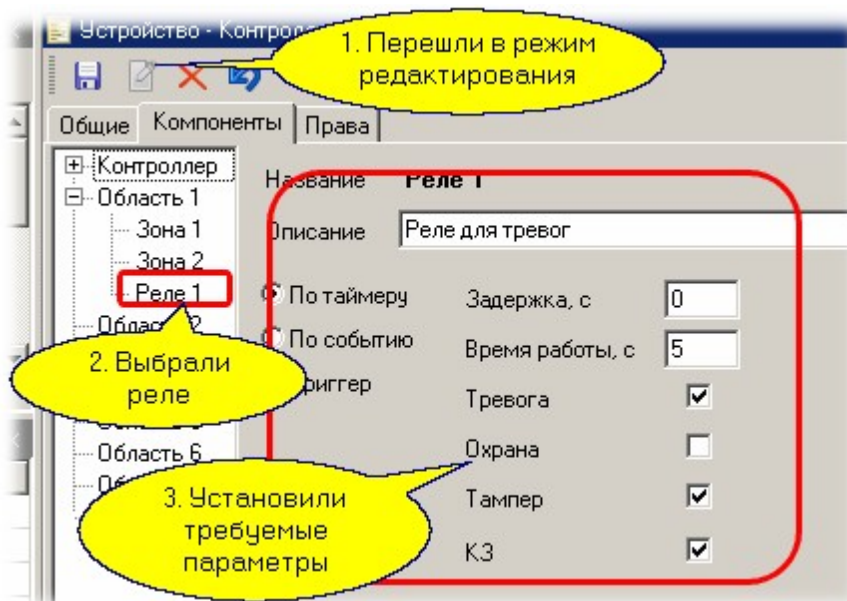 Устройство - Контрол
1. Перешли в режим
редактирования
Общие Компоненты Права
Контроллер
Название Реле 1
Область 1
Описание Реле для тревог
Зона 1
Зона 2
Реле 1
По таймеру Задержка, с 0
По событию Время работы, с 5
2. Выбрали
реле
Тревога
Охрана
Область 6
3. Установили
требуемые
параметры
Тампер
КЗ